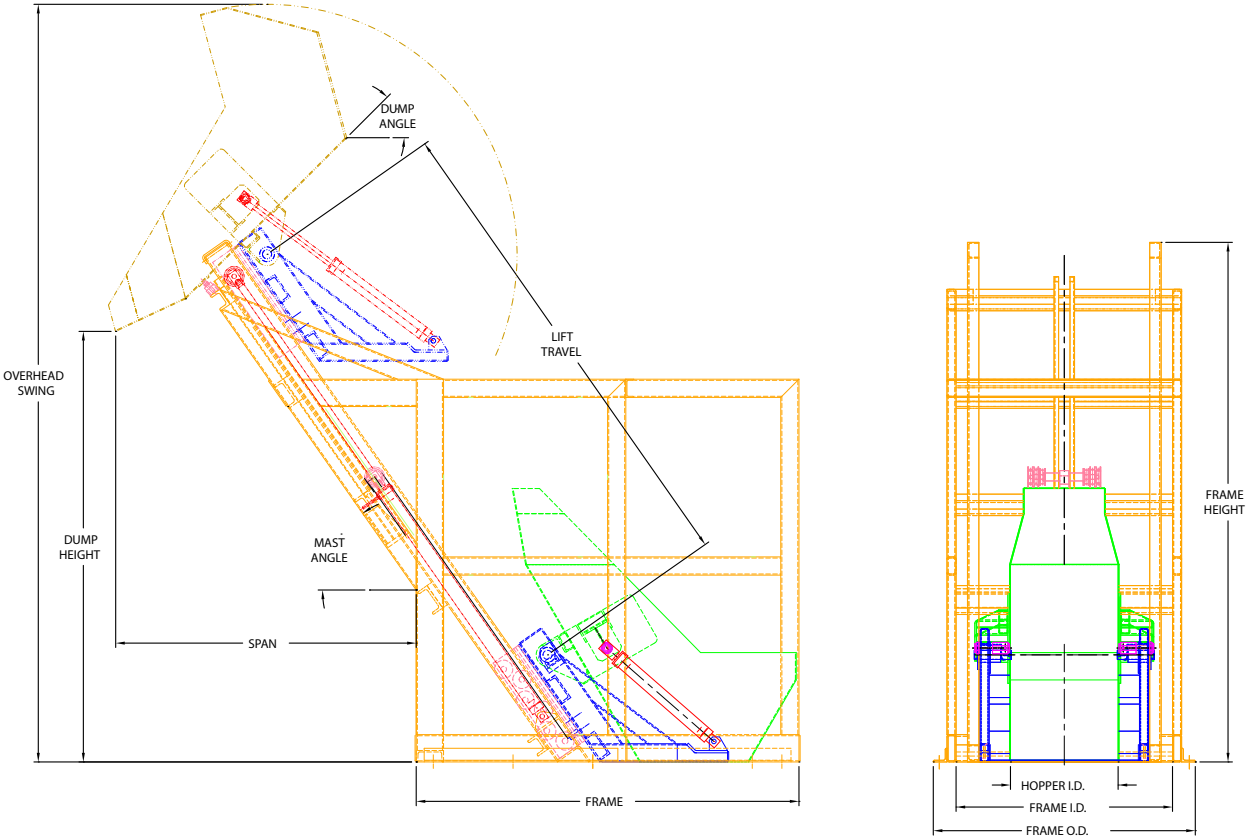 DUMP
ANGLE
LIFT
TRAVEL
OVERHEAD
SWING
DUMP
HEIGHT
MAST
ANGLE
SPAN
FRAME
FRAME
HEIGHT
HOPPER I.D.
FRAME I.D.
FRAME O.D.